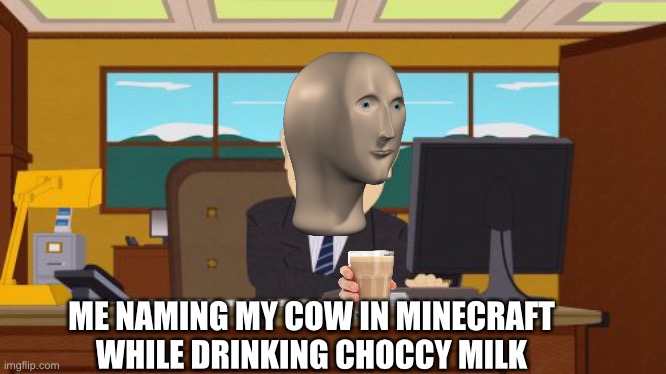 ME NAMING MY COW IN MINECRAFT
WHILE DRINKING CHOCCY MILK
imgflip.com